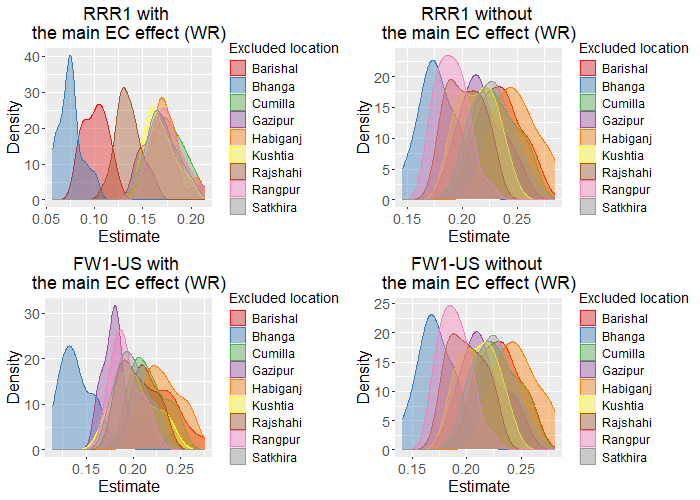 RRR1 with
the main EC effect (WR)
Density
40
30
20
10
0
0.05
0.10
0.15
0.20
Estimate
Excluded location
Barishal
Bhanga
Cumilla
Gazipur
Habiganj
Kushtia
Rajshahi
Rangpur
Satkhira
RRR1 without
the main EC effect (WR)
Density
20
15
10
5
0
0.15
0.20
0.25
Estimate
Excluded location
Barishal
Bhanga
Cumilla
Gazipur
Habiganj
Kushtia
Rajshahi
Rangpur
Satkhira
FW1-US with
the main EC effect (WR)
Density
30
20
10
0
0.15
0.20
0.25
Estimate
Excluded location
Barishal
Bhanga
Cumilla
Gazipur
Habiganj
Kushtia
Rajshahi
Rangpur
Satkhira
FW1-US without
the main EC effect (WR)
Density
25
20
15
10
5
0
0.15
0.20
0.25
Estimate
Excluded location
Barishal
Bhanga
Cumilla
Gazipur
Habiganj
Kushtia
Rajshahi
Rangpur
Satkhira